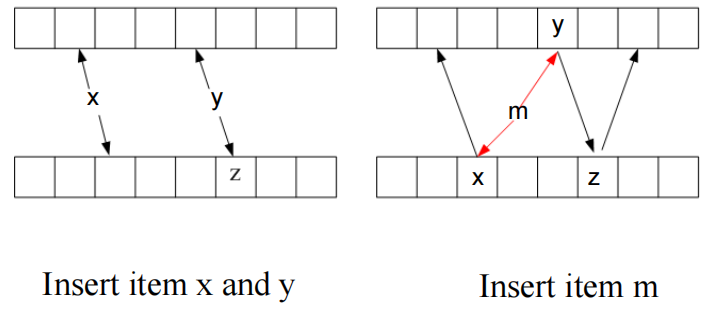 y
x
y
m
z
x
z
Insert item x and y
Insert item m